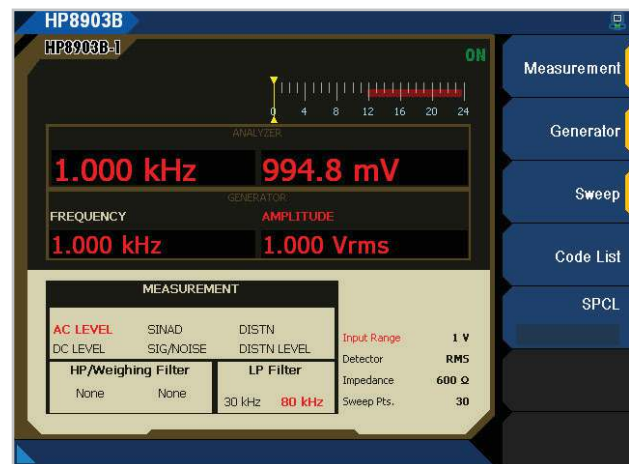 HP8903B
HP8903B-1
ON
Measurement
0 4 8 12 16 20 24
ANALYZER
Generator
1.000 kHz 994.8 mV
GENERATOR
Sweep
FREQUENCY AMPLITUDE
1.000 kHz 1.000 Vrms
Code List
MEASUREMENT
SPCL
AC LEVEL SINAD DISTN
DC LEVEL SIG/NOISE DISTN LEVEL
HP/Weighing Filter LP Filter
None None 30 kHz 80 kHz
Input Range 1 V
Detector RMS
Impedance 600 Ω
Sweep Pts. 30